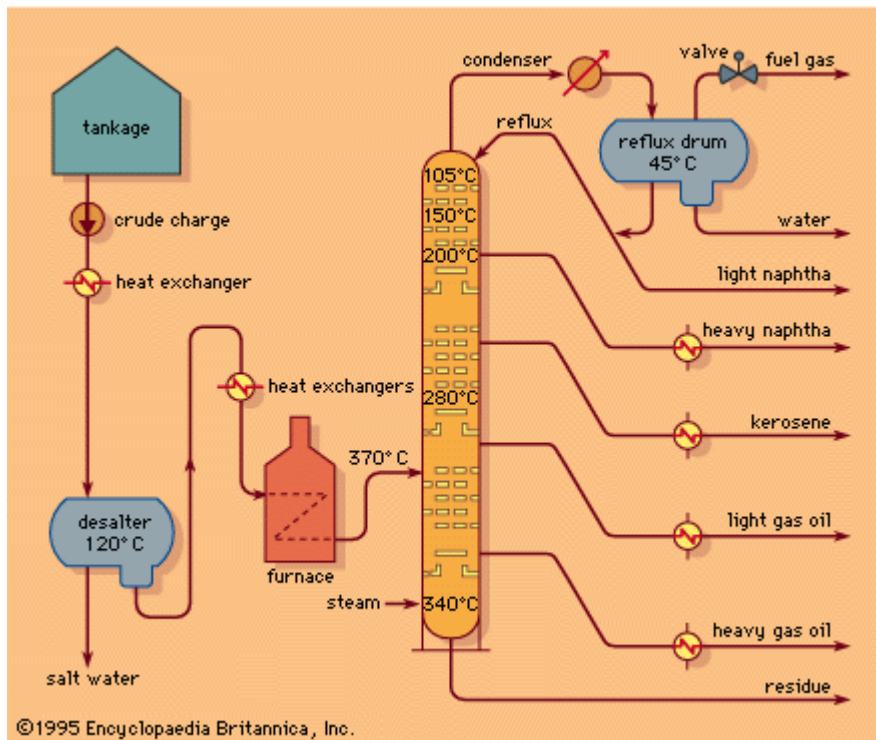 condenser
valve
fuel gas
tankage
reflux
reflux drum
45°C
105°C
crude charge
150°C
water
200°C
light naphtha
heat exchanger
heavy naphtha
heat exchangers
280°C
kerosene
370°C
desalter
120°C
light gas oil
furnace
steam
340°C
heavy gas oil
salt water
residue
©1995 Encyclopaedia Britannica, Inc.